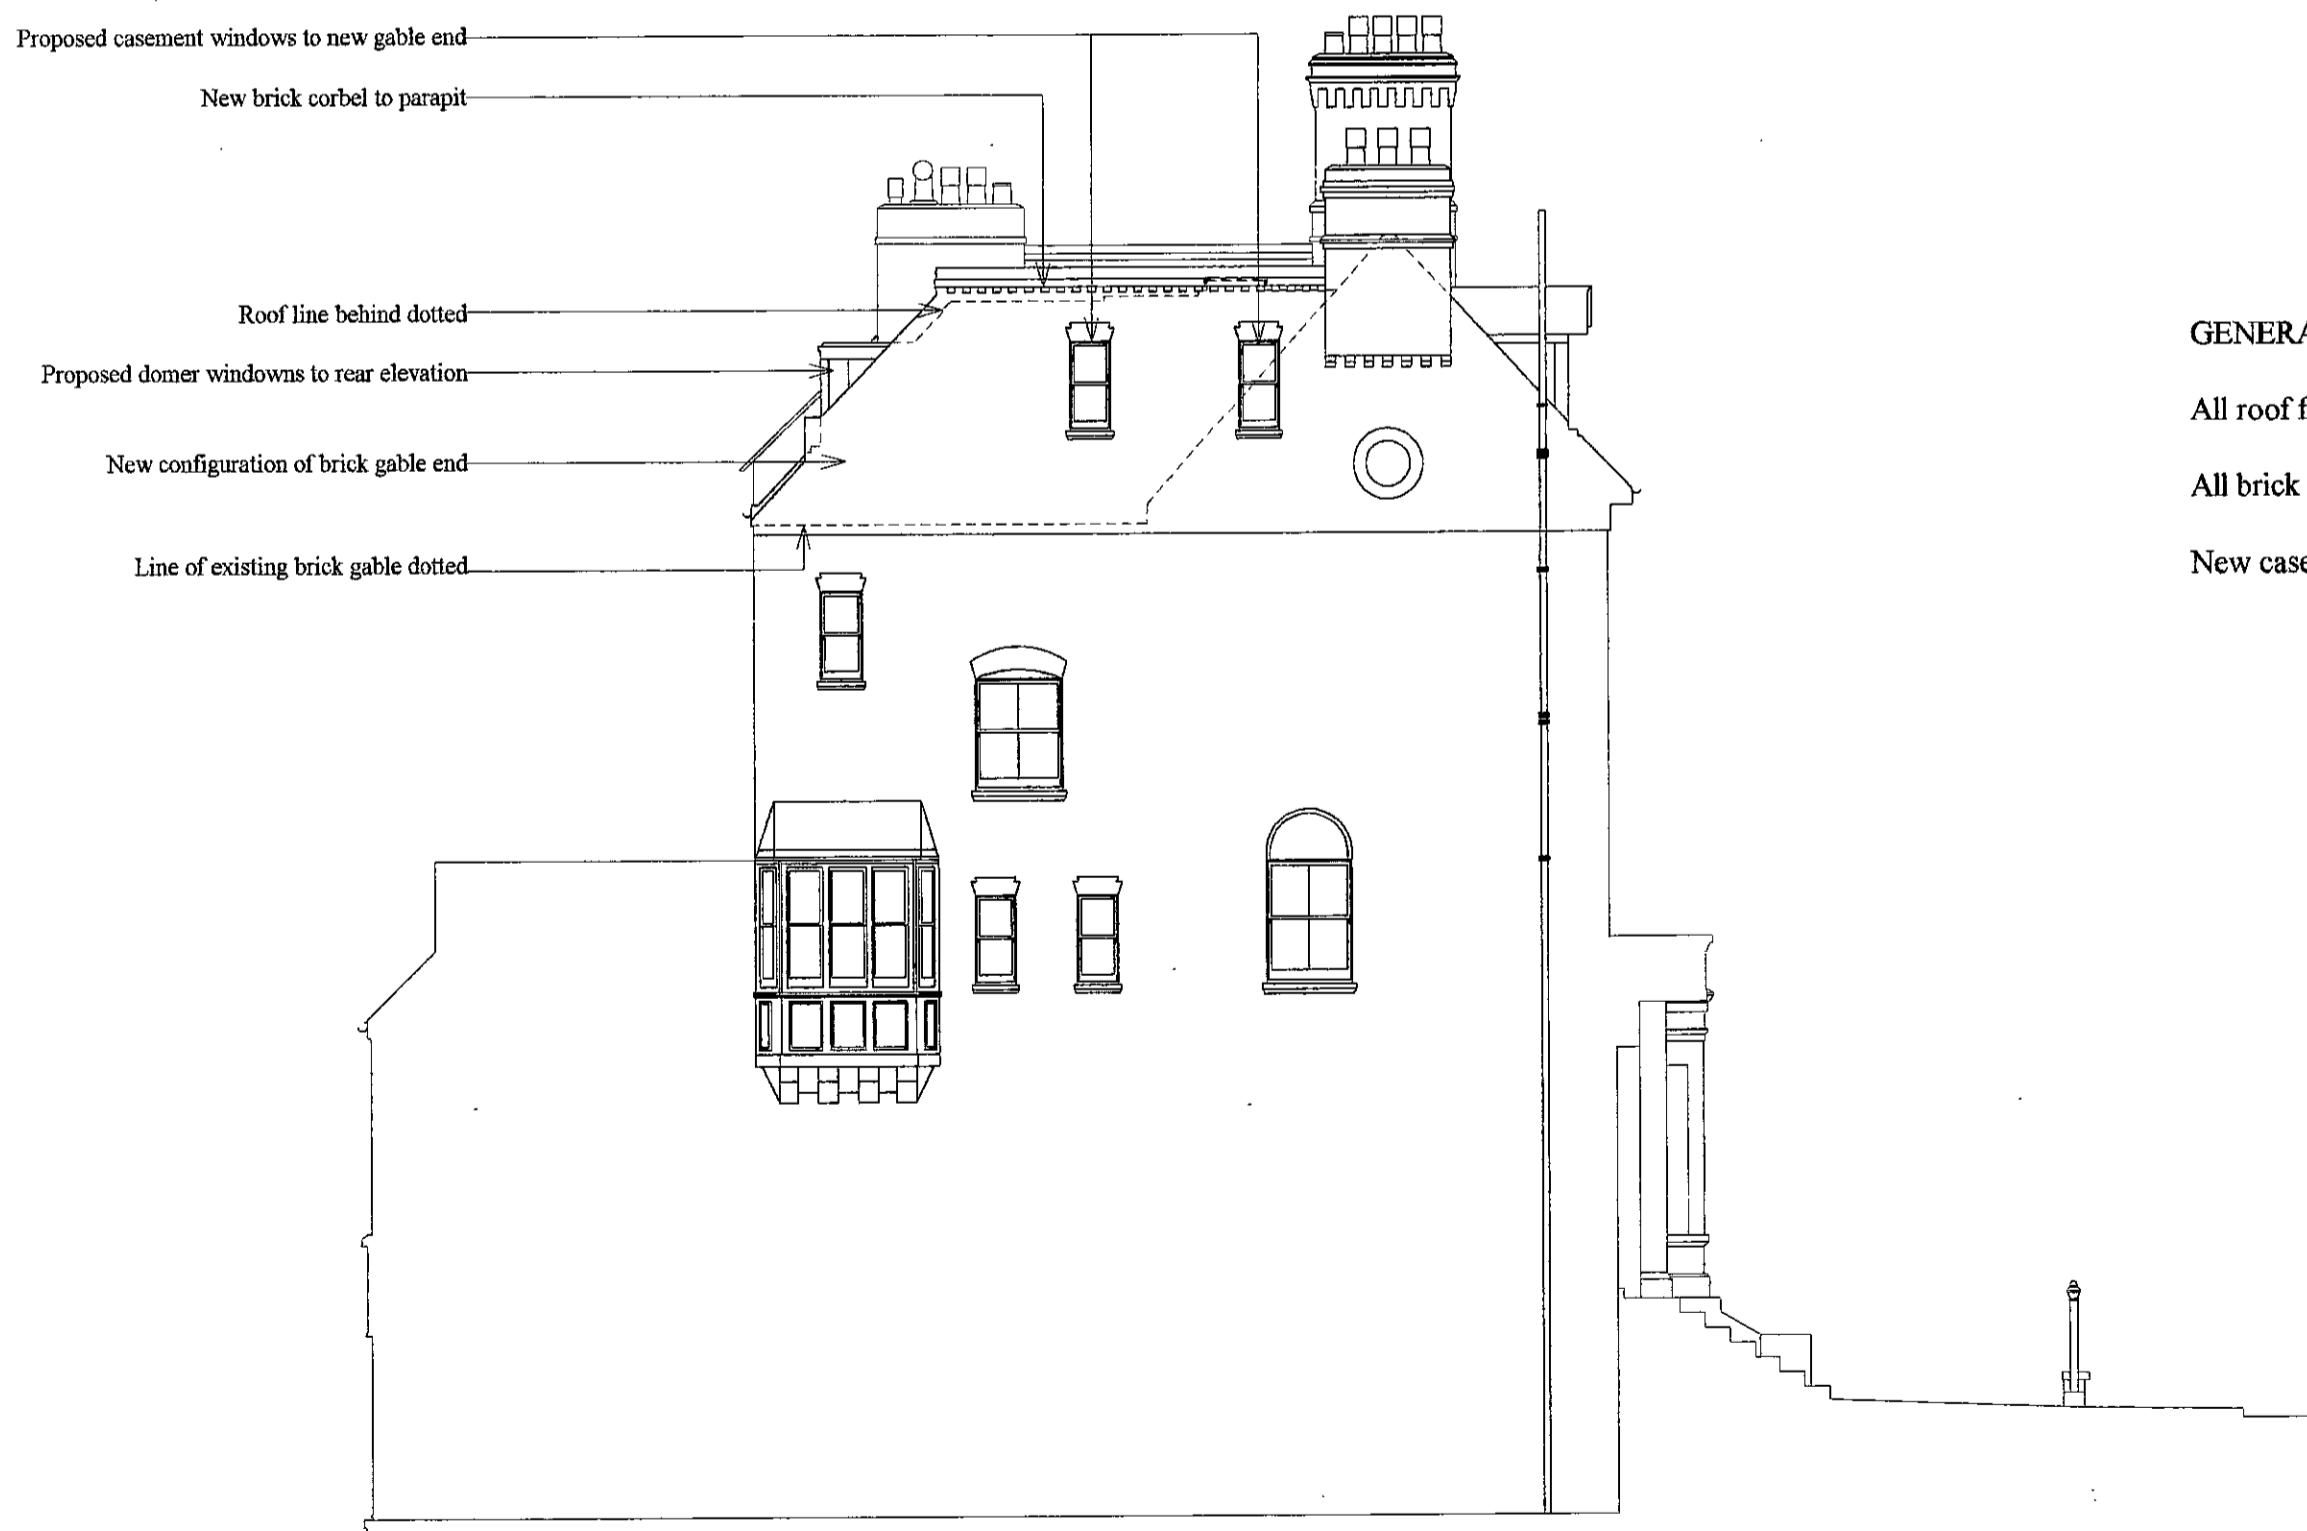 Proposed casement windows to new gable end
New brick corbel to parapit
Roof line behind dotted
Proposed domer windowns to rear elevation
New configuration of brick gable end
Line of existing brick gable dotted
GENERA
All roof f
All brick
New case